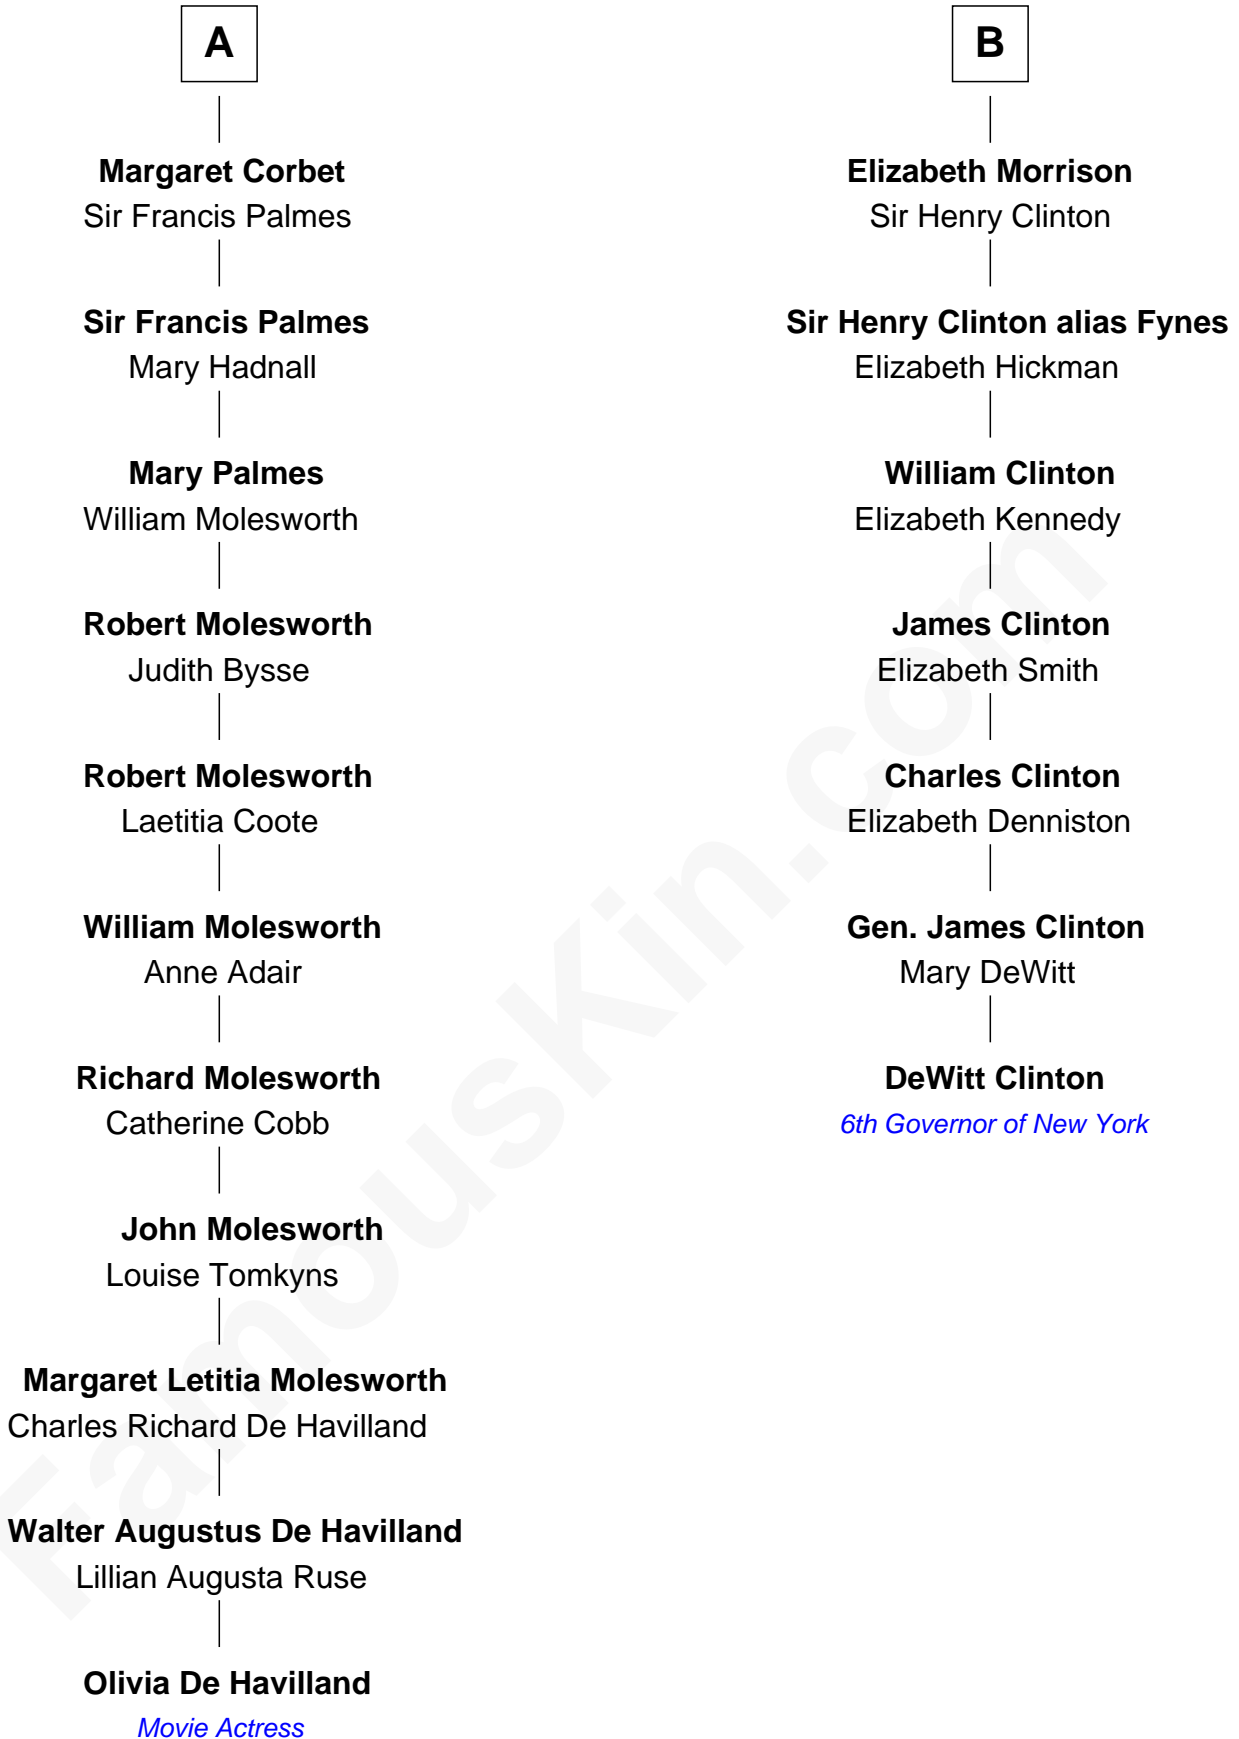 A
Margaret Corbet
Sir Francis Palmes
Sir Francis Palmes
Mary Hadnall
Mary Palmes
William Molesworth
Robert Molesworth
Judith Bysse
Robert Molesworth
Laetitia Coote
William Molesworth
Anne Adair
Richard Molesworth
Catherine Cobb
John Molesworth
Louise Tomkyns
Margaret Letitia Molesworth
Charles Richard De Havilland
Walter Augustus De Havilland
Lillian Augusta Ruse
Olivia De Havilland
Movie Actress
B
Elizabeth Morrison
Sir Henry Clinton
Sir Henry Clinton alias Fynes
Elizabeth Hickman
William Clinton
Elizabeth Kennedy
James Clinton
Elizabeth Smith
Charles Clinton
Elizabeth Denniston
Gen. James Clinton
Mary DeWitt
DeWitt Clinton
6th Governor of New York
FamousKin.com